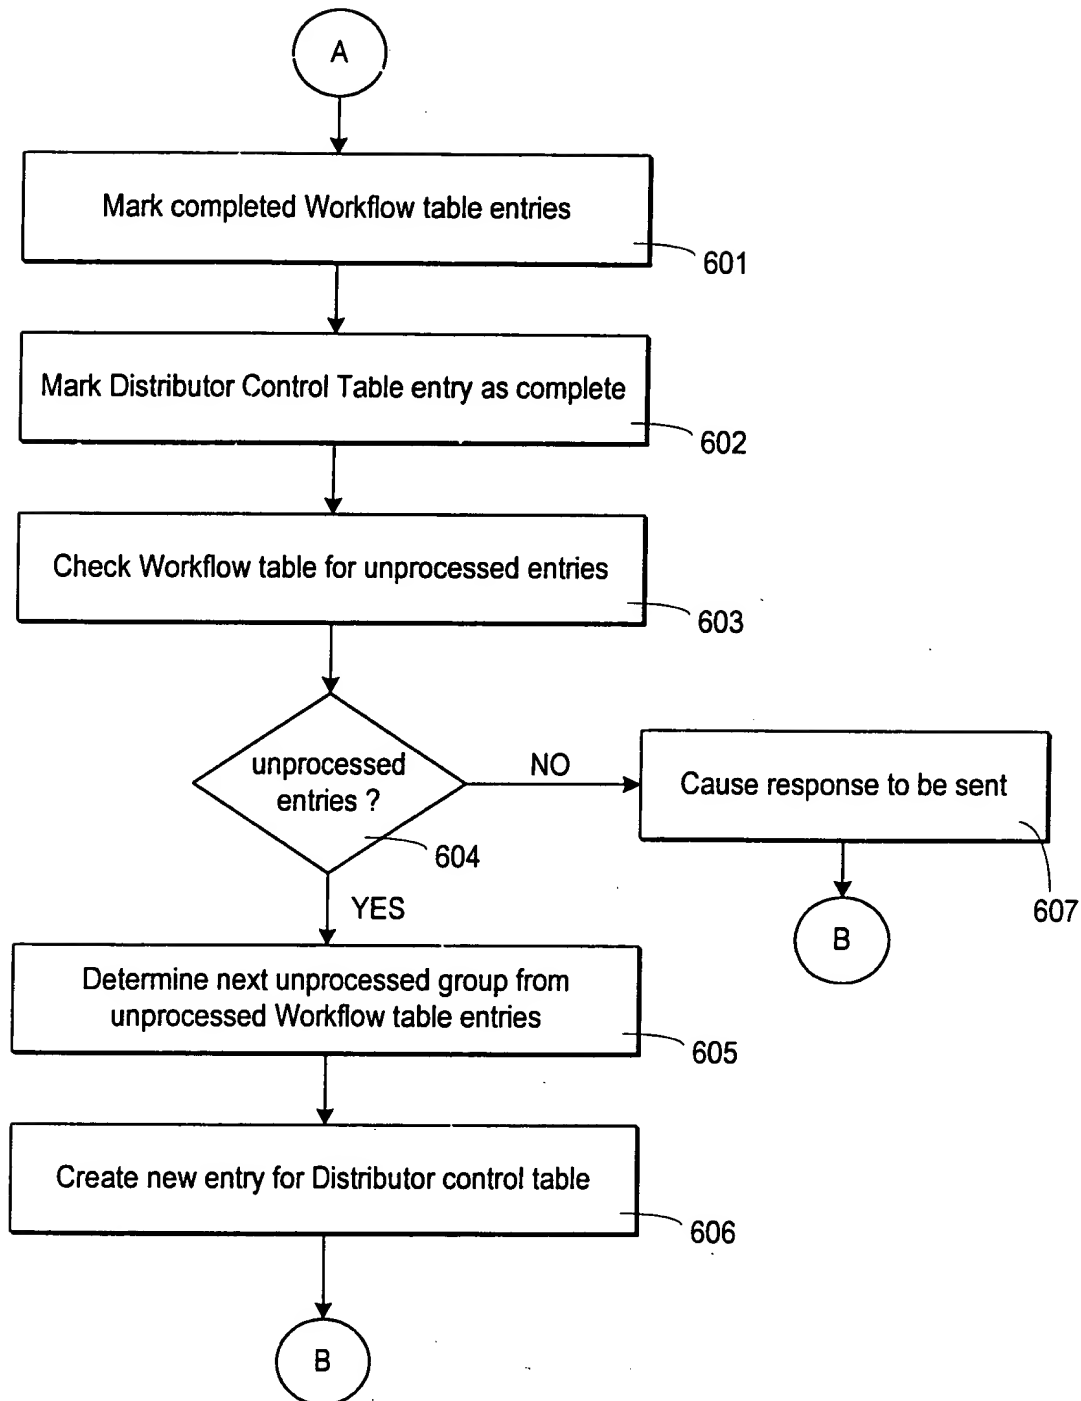 A
Mark completed Workflow table entries
601
Mark Distributor Control Table entry as complete
602
Check Workflow table for unprocessed entries
603
unprocessed
entries ?
604
NO
Cause response to be sent
607
B
YES
Determine next unprocessed group from
unprocessed Workflow table entries
605
Create new entry for Distributor control table
606
B